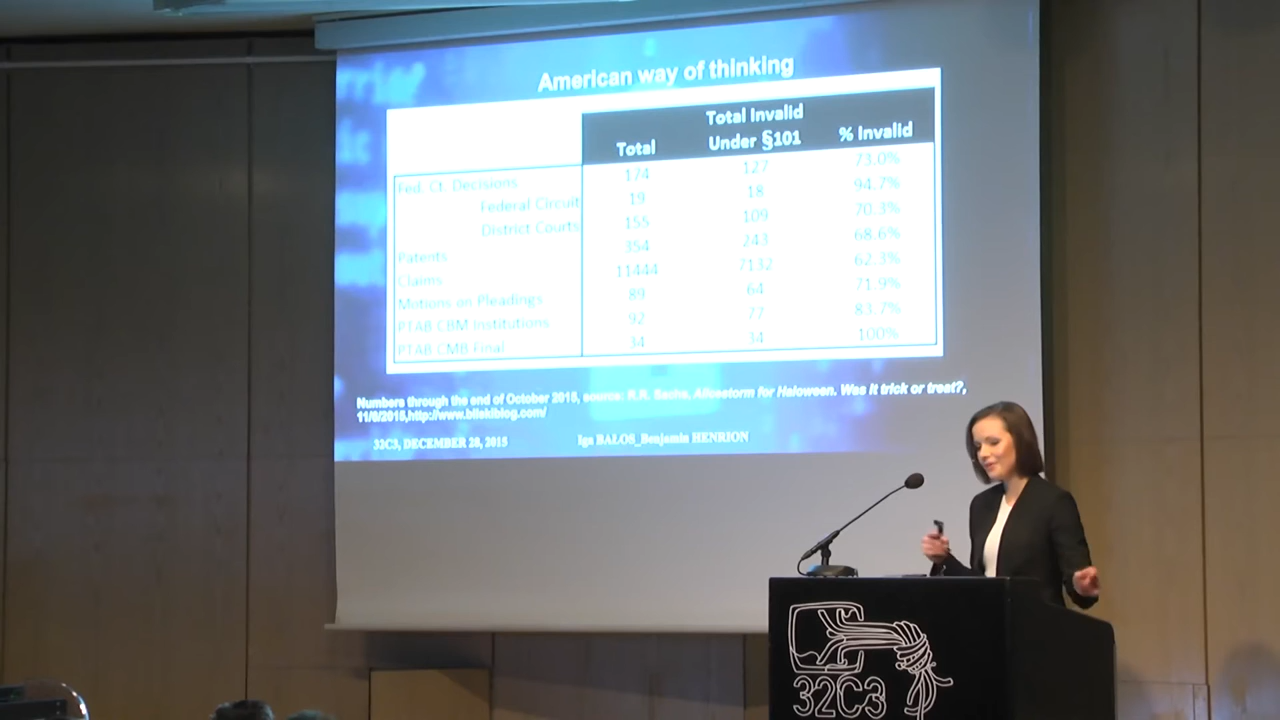 American way of thinking
Total Invalid
Total Under §101 % Invalid
Fed. Ct. Decisions 174 127 73.0%
Federal Circuit 19 18 94.7%
District Courts 155 109 70.3%
Patents 354 243 68.6%
Claims 11444 7132 62.3%
Motions on Pleadings 89 64 71.9%
PTAB CBM Institutions 92 77 83.7%
PTAB CMB Final 34 34 100%
Numbers through the end of October 2015, source: R.R. Sachs, Alicestorm for Haloween. Was it trick or treat?,
11/9/2015,http://www.bilskiblog.com/
32C3, DECEMBER 28, 2015 Iga BALOS_Benjamin HENRION
32C3